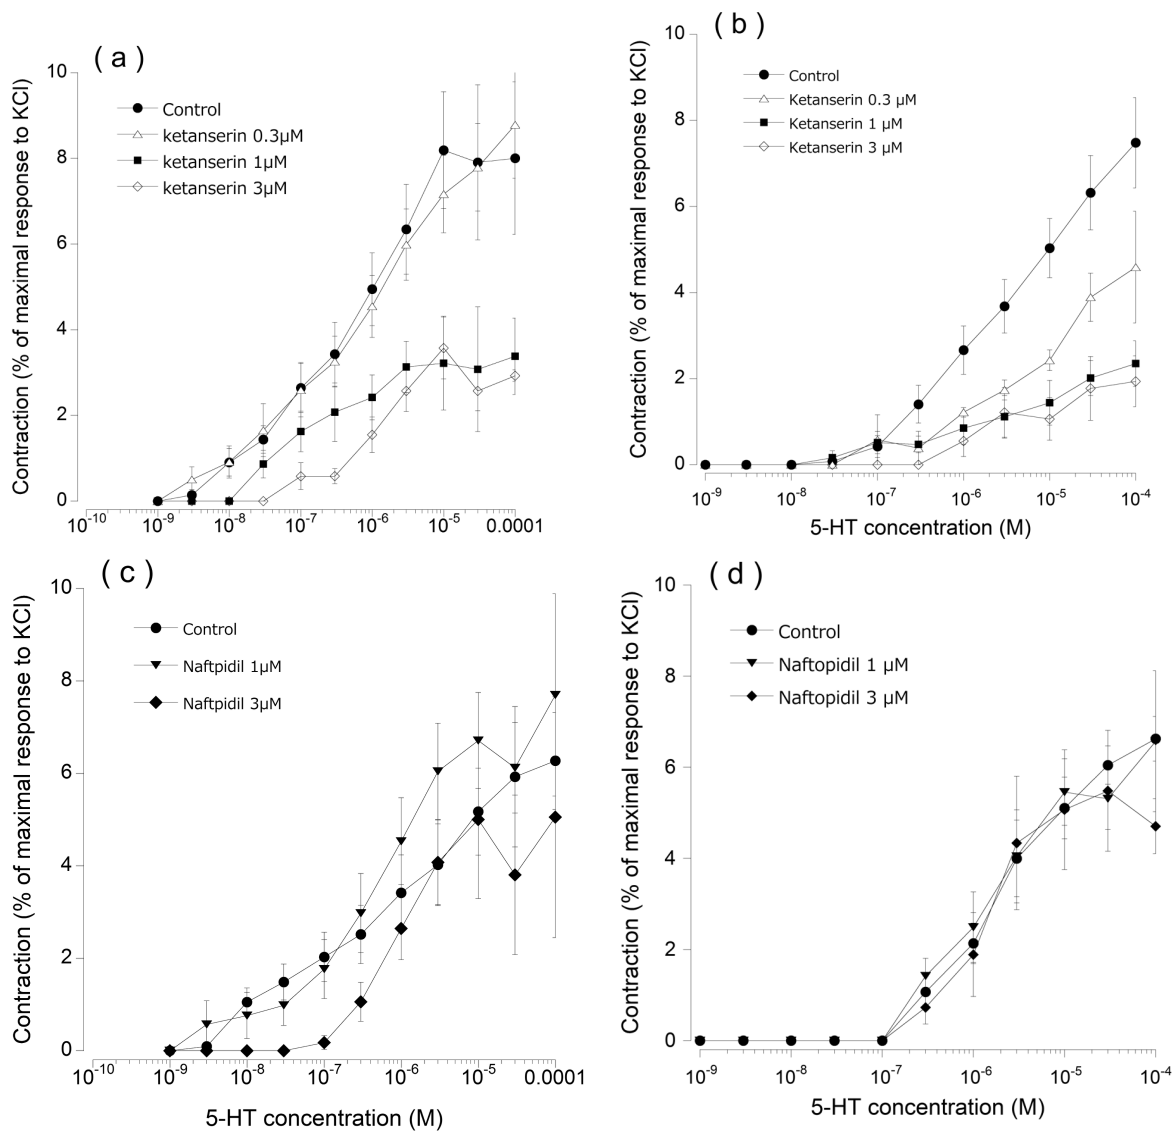 ( a )
Contraction (% of maximal response to KCl)
10
8
6
4
2
0
Control
ketanserin 0.3μM
ketanserin 1μM
ketanserin 3μM
10-10
10-9
10-8
10-7
10-6
10-5
0.0001
( b )
Contraction (% of maximal response to KCl)
10
8
6
4
2
0
Control
Ketanserin 0.3 μM
Ketanserin 1 μM
Ketanserin 3 μM
10-9
10-8
10-7
10-6
10-5
10-4
5-HT concentration (M)
( c )
Contraction (% of maximal response to KCl)
10
8
6
4
2
0
Control
Naftpidil 1μM
Naftpidil 3μM
10-10
10-9
10-8
10-7
10-6
10-5
0.0001
5-HT concentration (M)
( d )
Contraction (% of maximal response to KCl)
10
8
6
4
2
0
Control
Naftopidil 1 μM
Naftopidil 3 μM
10-9
10-8
10-7
10-6
10-5
10-4
5-HT concentration (M)